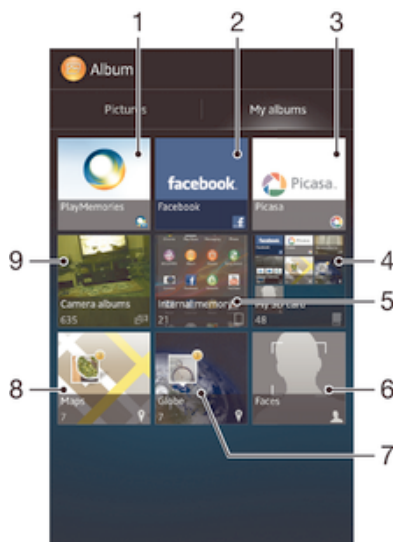 1 2 3
Album
Pictures My albums
facebook. Picasa
PlayMemories Facebook Picasa
9 4
5
Camera albums Internal memory My SD card
635 21 48
8 6
Maps Globe Faces
7 7
7